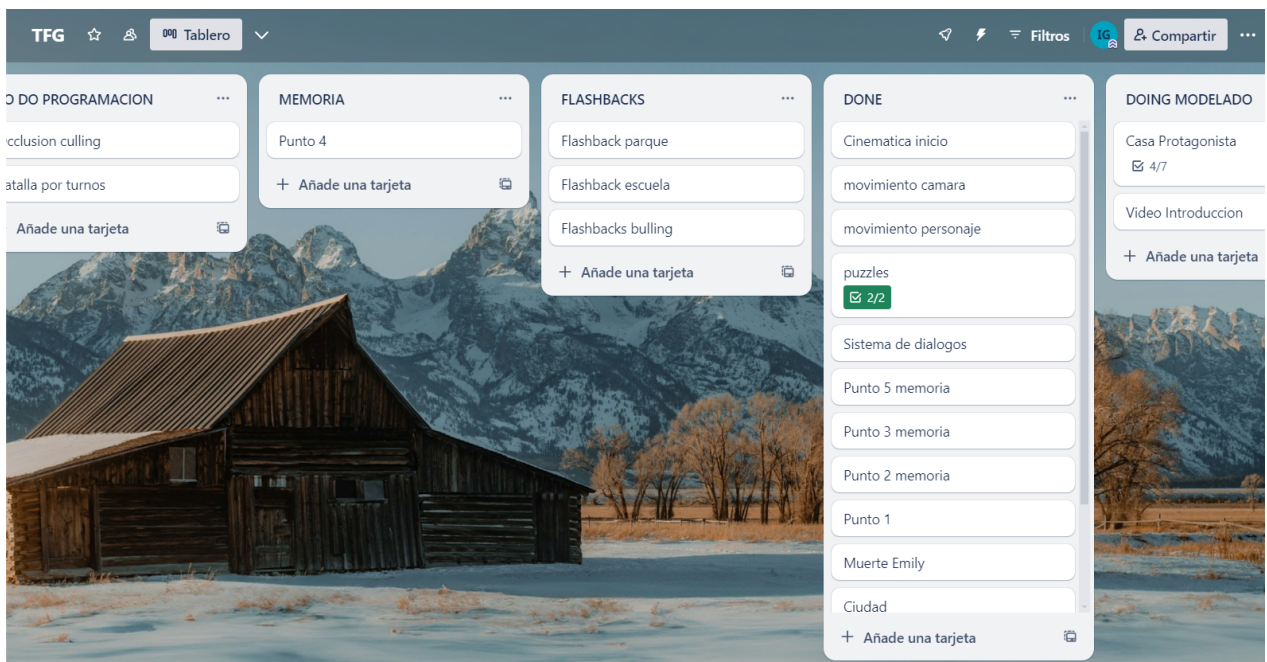 TFG
Tablero
Filtros
IG
Compartir
O DO PROGRAMACION
cclusion culling
atalla por turnos
Añade una tarjeta
MEMORIA
Punto 4
+ Añade una tarjeta
FLASHBACKS
Flashback parque
Flashback escuela
Flashbacks bulling
+ Añade una tarjeta
DONE
Cinematica inicio
movimiento camara
movimiento personaje
puzzles
2/2
Sistema de dialogos
Punto 5 memoria
Punto 3 memoria
Punto 2 memoria
Punto 1
Muerte Emily
Ciudad
+ Añade una tarjeta
DOING MODELADO
Casa Protagonista
4/7
Video Introduccion
+ Añade una tarjeta